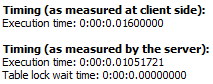 Timing (as measured at client side):
Execution time: 0:00:0.01600000
Timing (as measured by the server):
Execution time: 0:00:0.01051721
Table lock wait time: 0:00:0.00000000